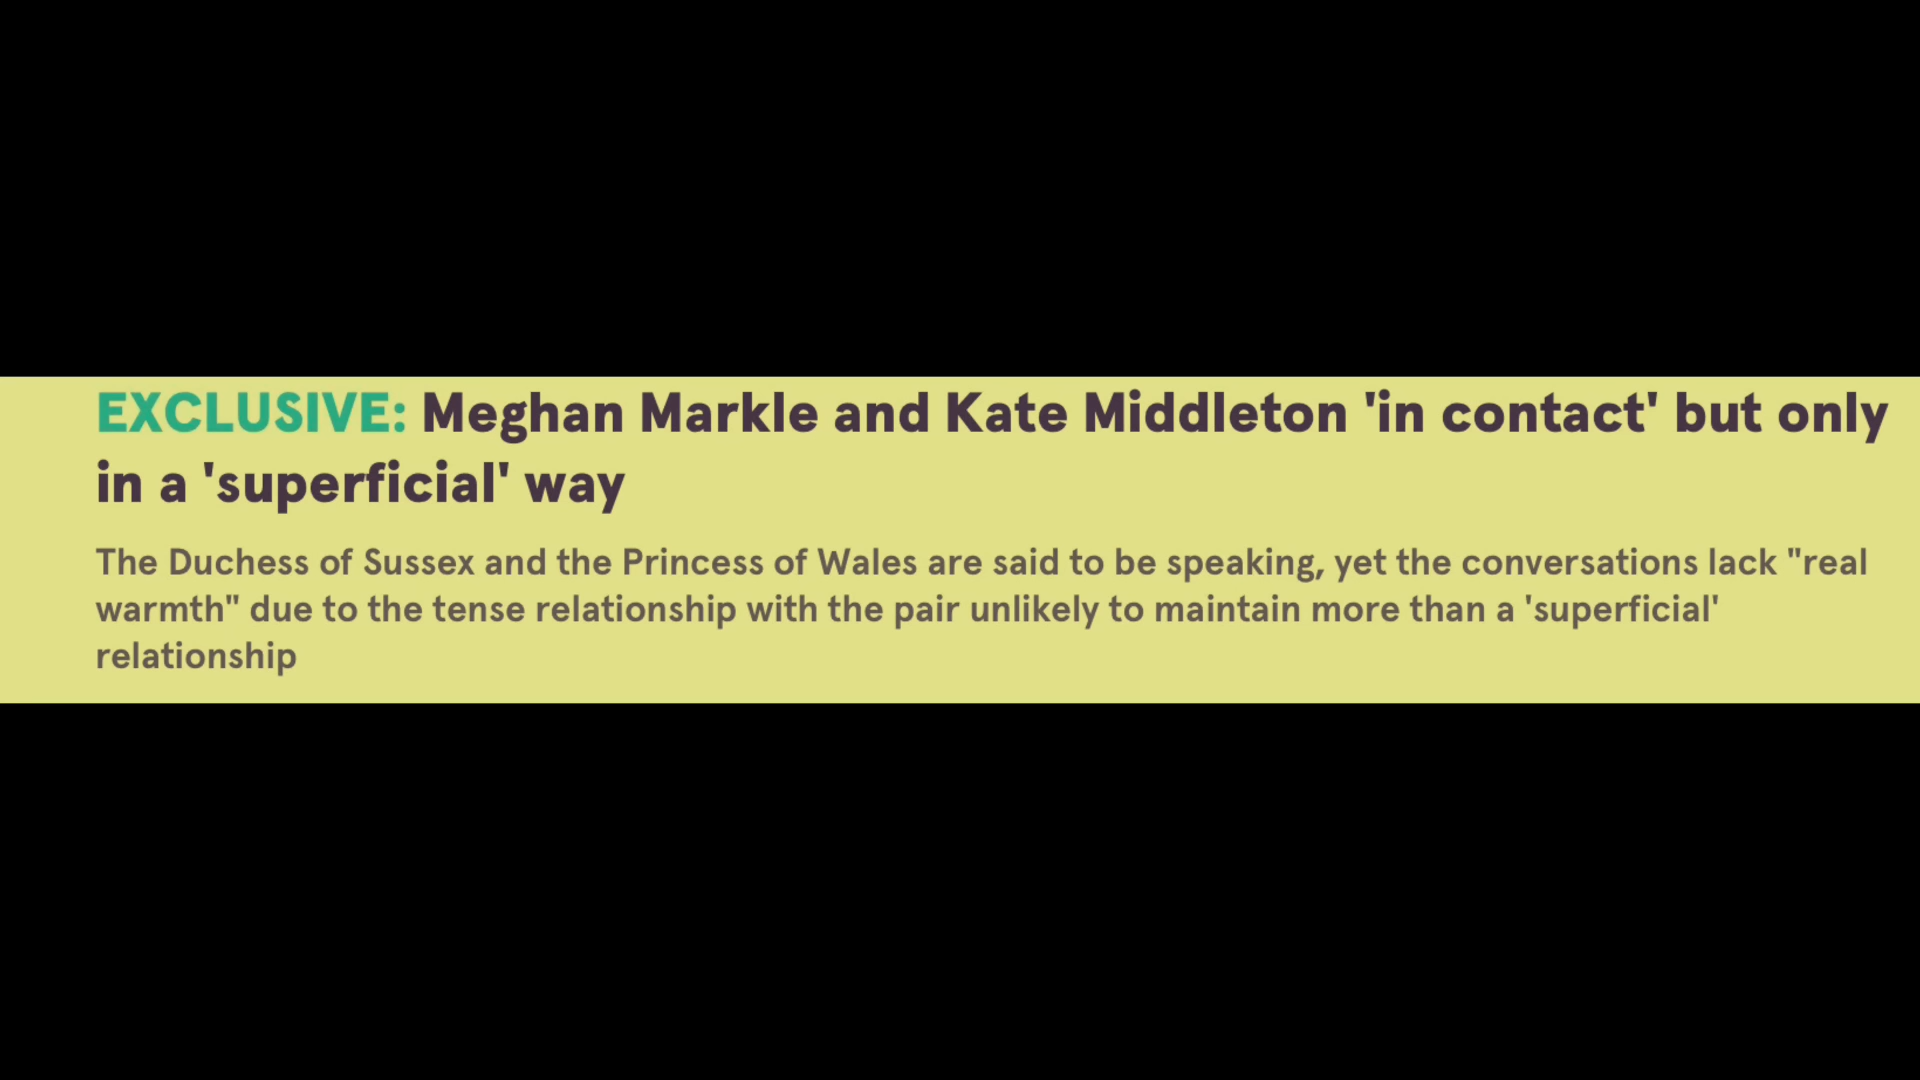 EXCLUSIVE: Meghan Markle and Kate Middleton 'in contact' but only
in a 'superficial' way
The Duchess of Sussex and the Princess of Wales are said to be speaking, yet the conversations lack "real
warmth" due to the tense relationship with the pair unlikely to maintain more than a 'superficial'
relationship